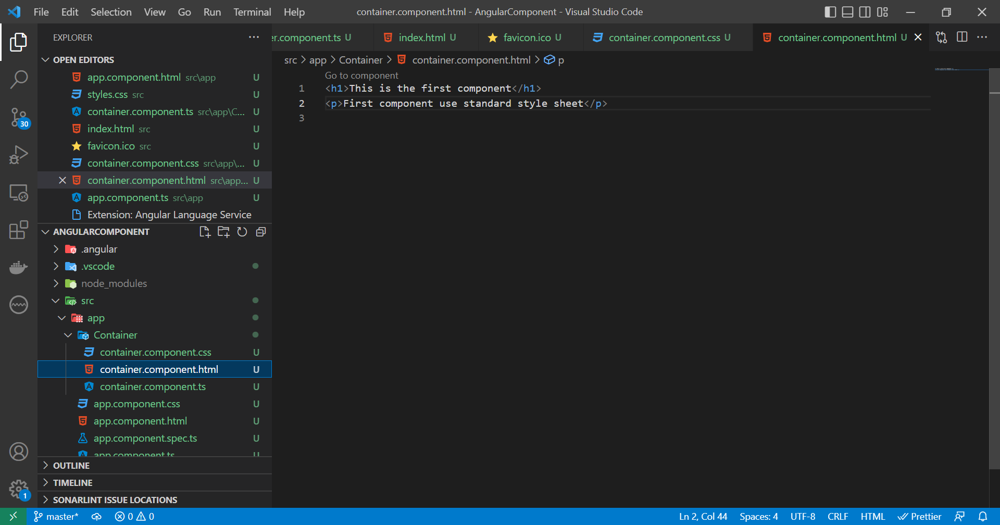 File Edit Selection View Go Run Terminal Help container.component.html - AngularComponent - Visual Studio Code
EXPLORER
er.component.ts U index.html U favicon.ico U container.component.css U container.component.html U
OPEN EDITORS
app.component.html src\app U
styles.css src U
container.component.ts src\app\C... U
index.html src U
favicon.ico src U
container.component.css src\app\... U
container.component.html src\app... U
app.component.ts src\app U
Extension: Angular Language Service
ANGULARCOMPONENT
.angular
.vscode
node_modules
src
app
Container
container.component.css U
container.component.html U
container.component.ts U
app.component.css U
app.component.html U
app.component.spec.ts U
app.component.ts U
OUTLINE
TIMELINE
SONARLINT ISSUE LOCATIONS
30
1
src > app > Container > container.component.html > p
Go to component
1 <h1>This is the first component</h1>
2 <p>First component use standard style sheet</p>
3
master* 0 0 Ln 2, Col 44 Spaces: 4 UTF-8 CRLF HTML Prettier